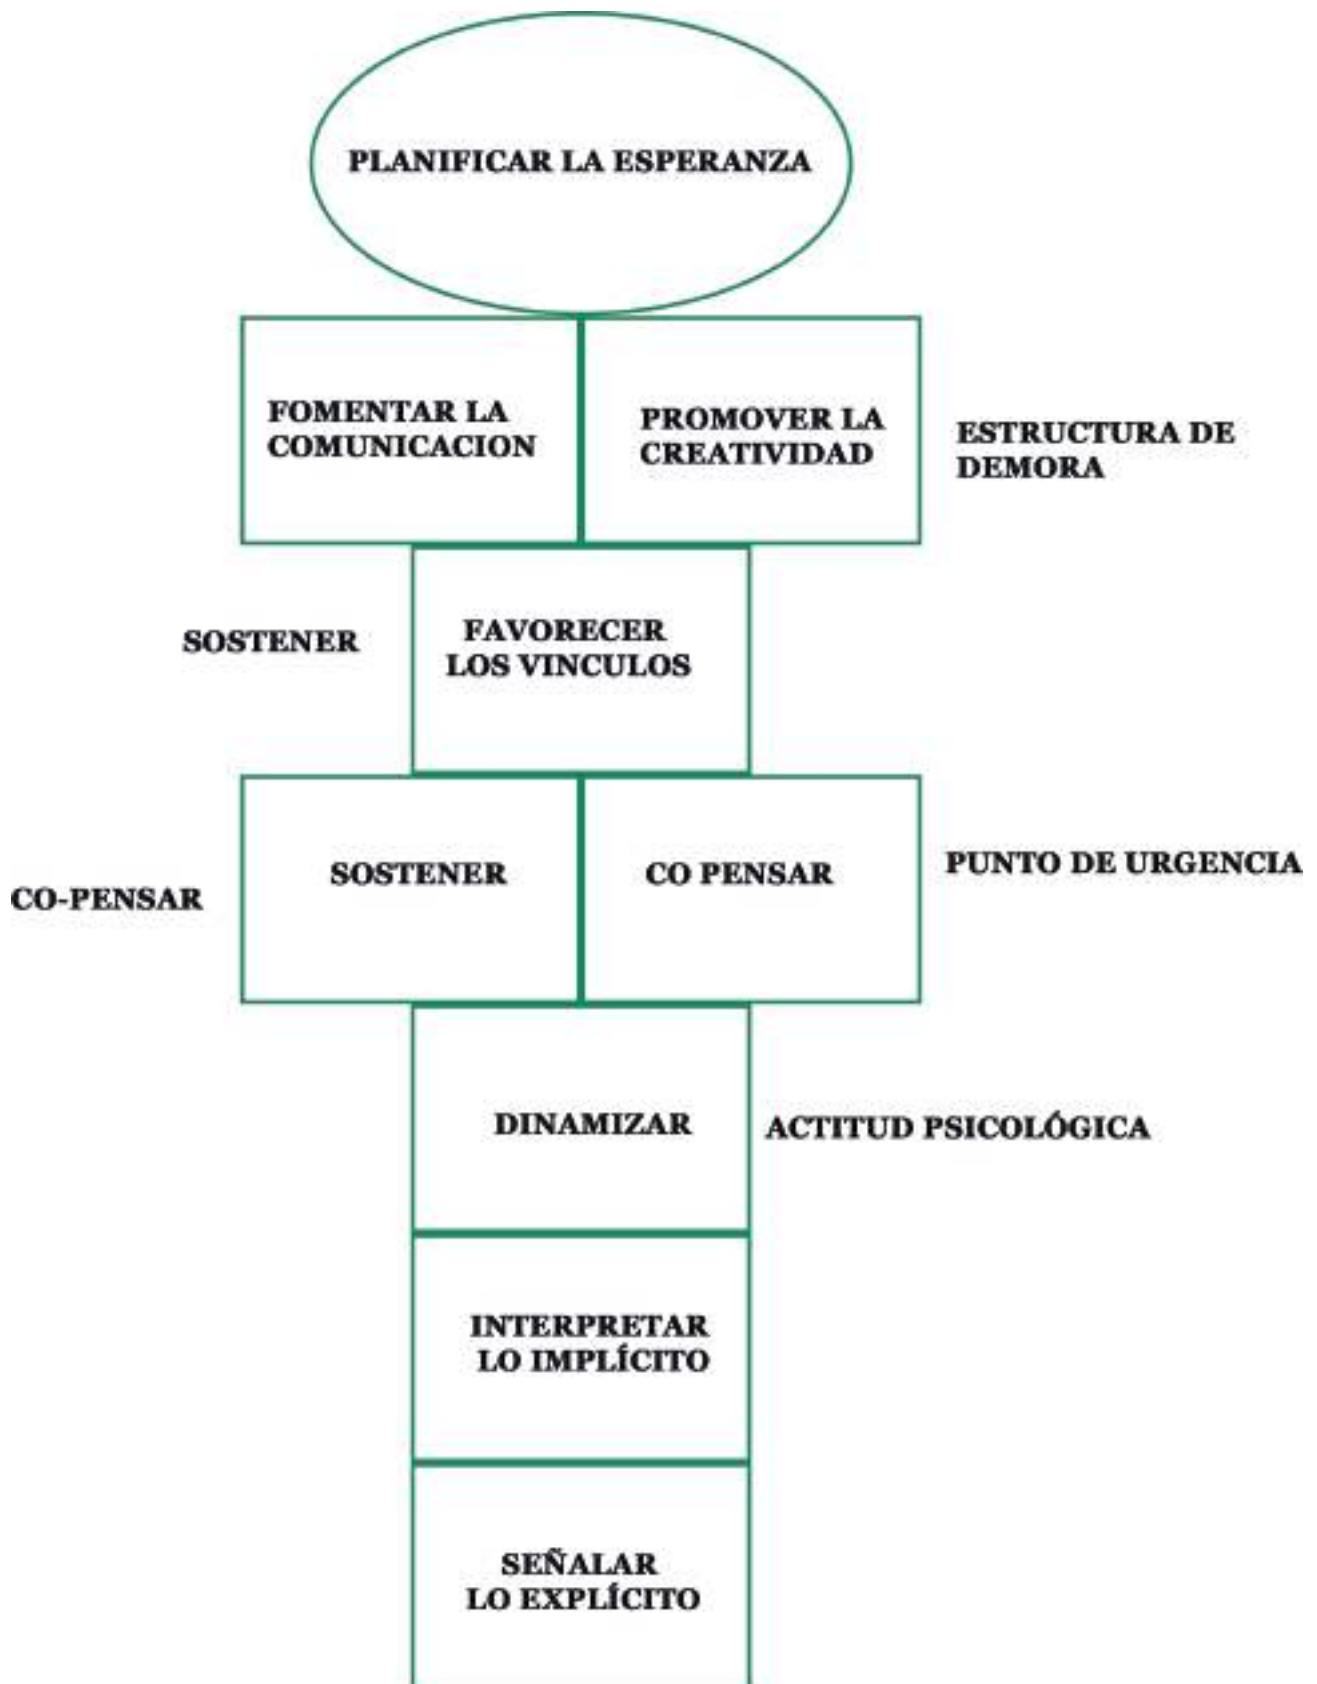 PLANIFICAR LA ESPERANZA
FOMENTAR LA
COMUNICACION
PROMOVER LA
CREATIVIDAD
ESTRUCTURA DE
DEMORA
SOSTENER
FAVORECER
LOS VINCULOS
CO-PENSAR
SOSTENER
CO PENSAR
PUNTO DE URGENCIA
DINAMIZAR
ACTITUD PSICOLÓGICA
INTERPRETAR
LO IMPLÍCITO
SEÑALAR
LO EXPLÍCITO